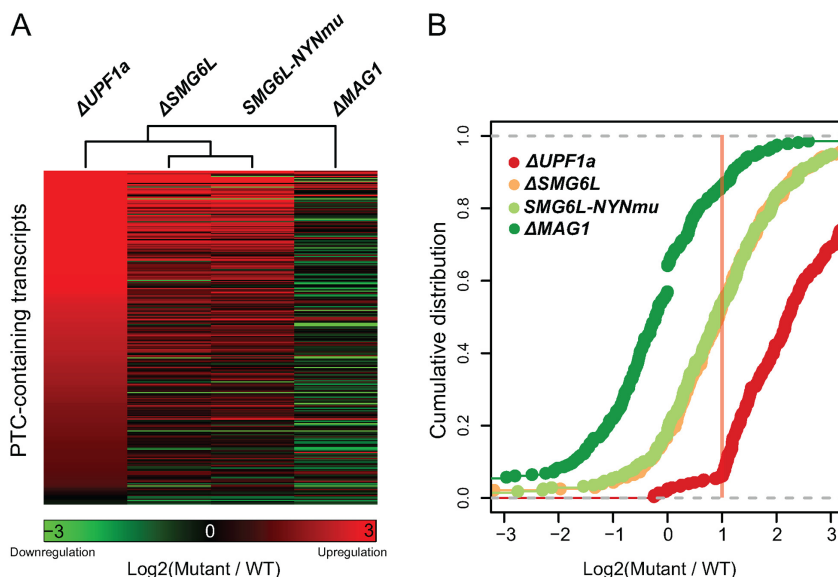 A
ΔUPF1a
ΔSMG6L
SMG6L-NYNmu
ΔMAG1
PTC-containing transcripts
−3 0 3
Downregulation Upregulation
Log2(Mutant / WT)
B
ΔUPF1a
ΔSMG6L
SMG6L-NYNmu
ΔMAG1
Cumulative distribution
1.0
0.8
0.6
0.4
0.2
0.0
−3 −2 −1 0 1 2 3
Log2(Mutant / WT)